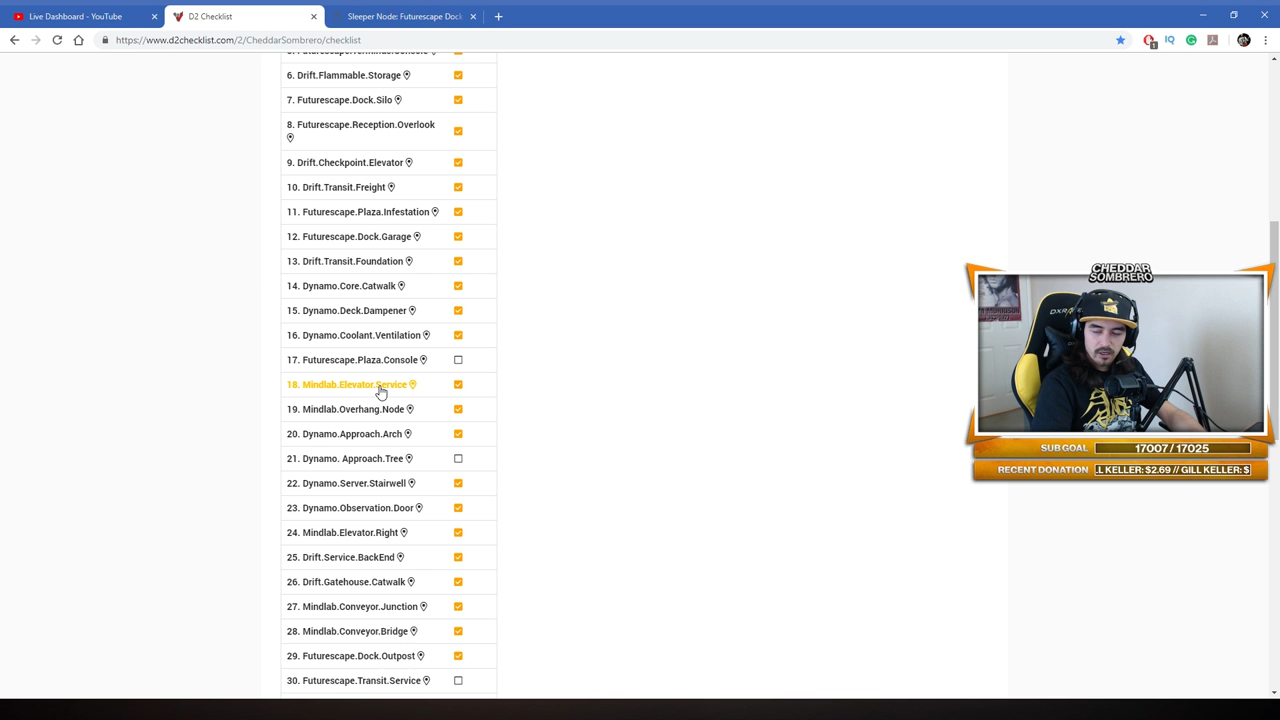 Live Dashboard - YouTube
D2 Checklist
Sleeper Node: Futurescape Dock
https://www.d2checklist.com/2/CheddarSombrero/checklist
1
IQ
6. Drift.Flammable.Storage
7. Futurescape.Dock.Silo
8. Futurescape.Reception.Overlook
9. Drift.Checkpoint.Elevator
10. Drift.Transit.Freight
11. Futurescape.Plaza.Infestation
12. Futurescape.Dock.Garage
13. Drift.Transit.Foundation
14. Dynamo.Core.Catwalk
15. Dynamo.Deck.Dampener
16. Dynamo.Coolant.Ventilation
17. Futurescape.Plaza.Console
18. Mindlab.Elevator.Service
19. Mindlab.Overhang.Node
20. Dynamo.Approach.Arch
21. Dynamo. Approach.Tree
22. Dynamo.Server.Stairwell
23. Dynamo.Observation.Door
24. Mindlab.Elevator.Right
25. Drift.Service.BackEnd
26. Drift.Gatehouse.Catwalk
27. Mindlab.Conveyor.Junction
28. Mindlab.Conveyor.Bridge
29. Futurescape.Dock.Outpost
30. Futurescape.Transit.Service
CHEDDAR
SOMBRERO
SUB GOAL 17007 / 17025
RECENT DONATION .L KELLER: $2.69 // GILL KELLER: $